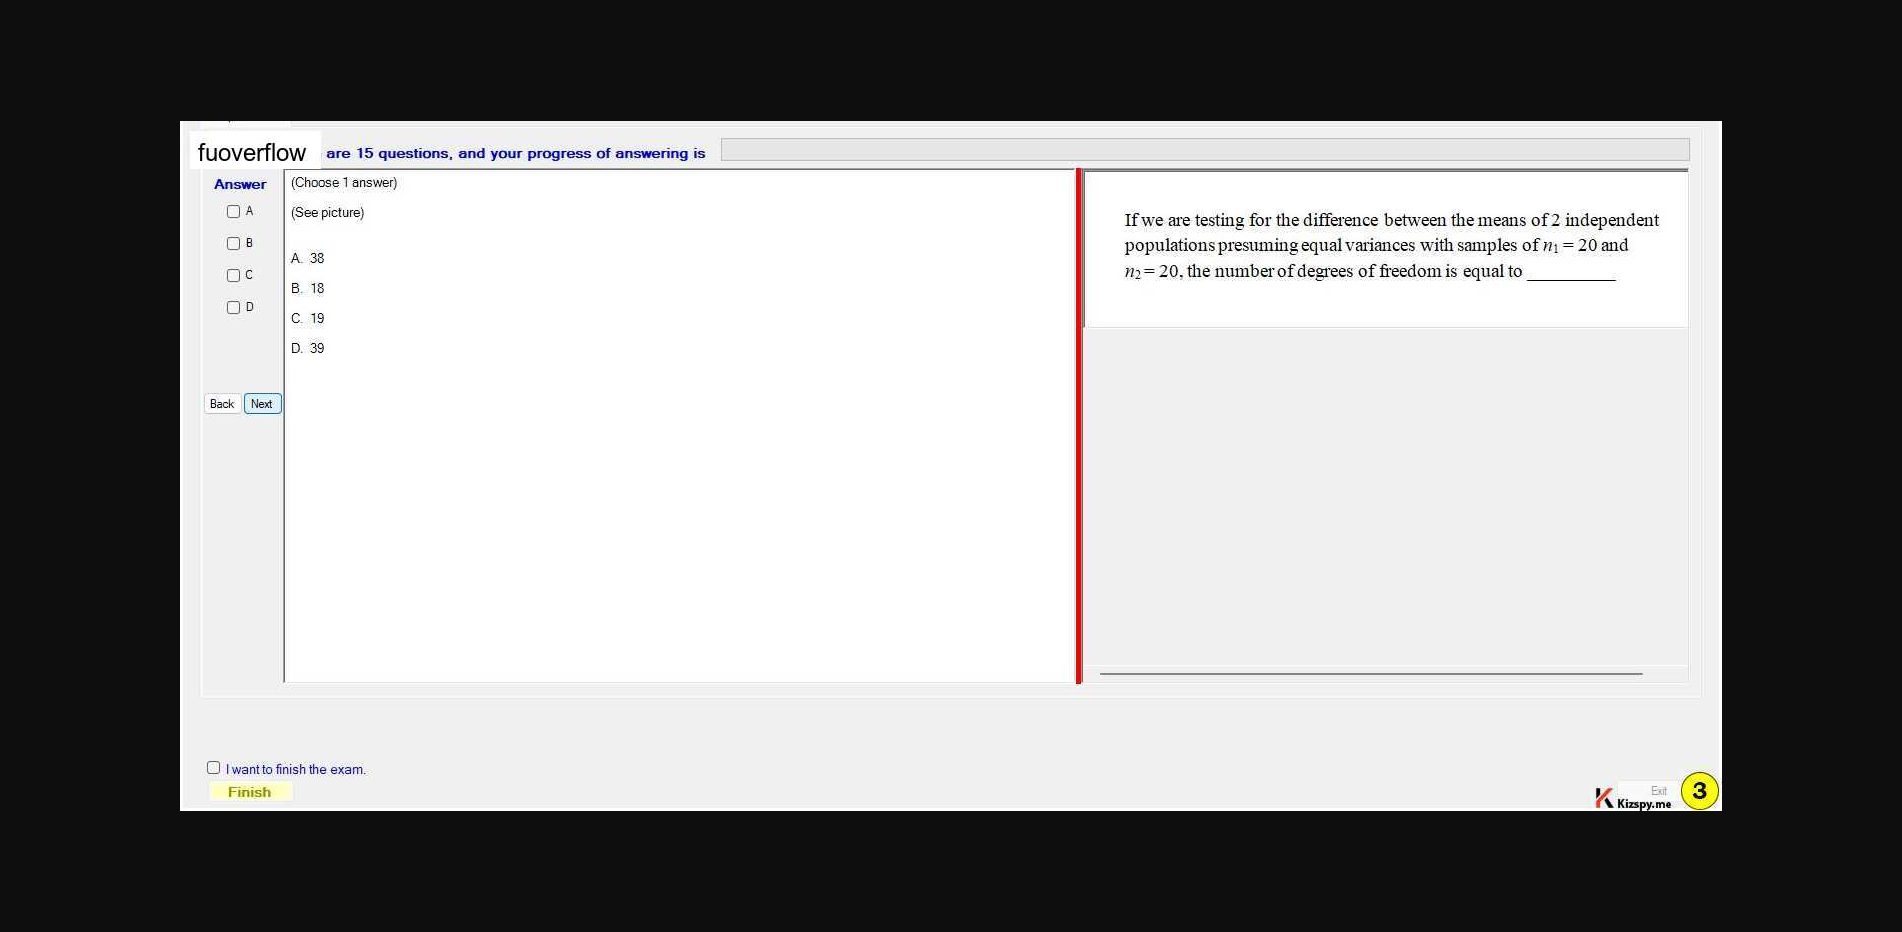 fuoverflow are 15 questions, and your progress of answering is
Answer
A
B
C
D
Back Next
(Choose 1 answer)
(See picture)
A. 38
B. 18
C. 19
D. 39
If we are testing for the difference between the means of 2 independent
populations presuming equal variances with samples of n₁ = 20 and
n₂ = 20, the number of degrees of freedom is equal to __________
I want to finish the exam.
Finish
Exit
Kizspy.me
3